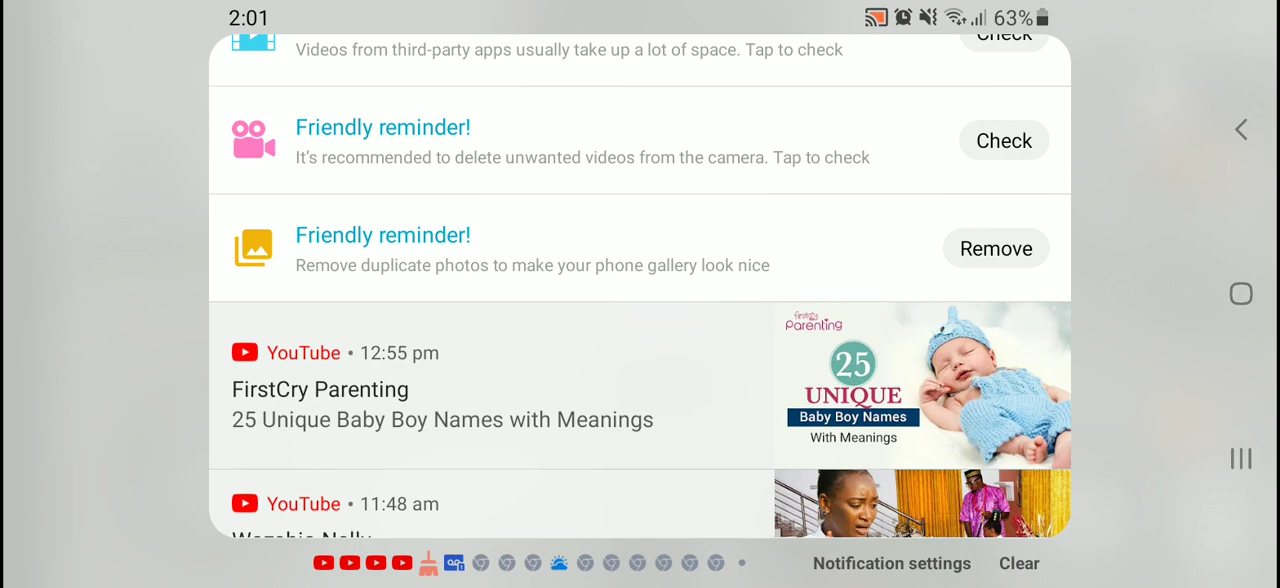 2:01
63%
Videos from third-party apps usually take up a lot of space. Tap to check
Check
Friendly reminder!
It's recommended to delete unwanted videos from the camera. Tap to check
Check
Friendly reminder!
Remove duplicate photos to make your phone gallery look nice
Remove
YouTube • 12:55 pm
FirstCry Parenting
25 Unique Baby Boy Names with Meanings
firstcry
Parenting
25
UNIQUE
Baby Boy Names
With Meanings
YouTube • 11:48 am
Notification settings
Clear